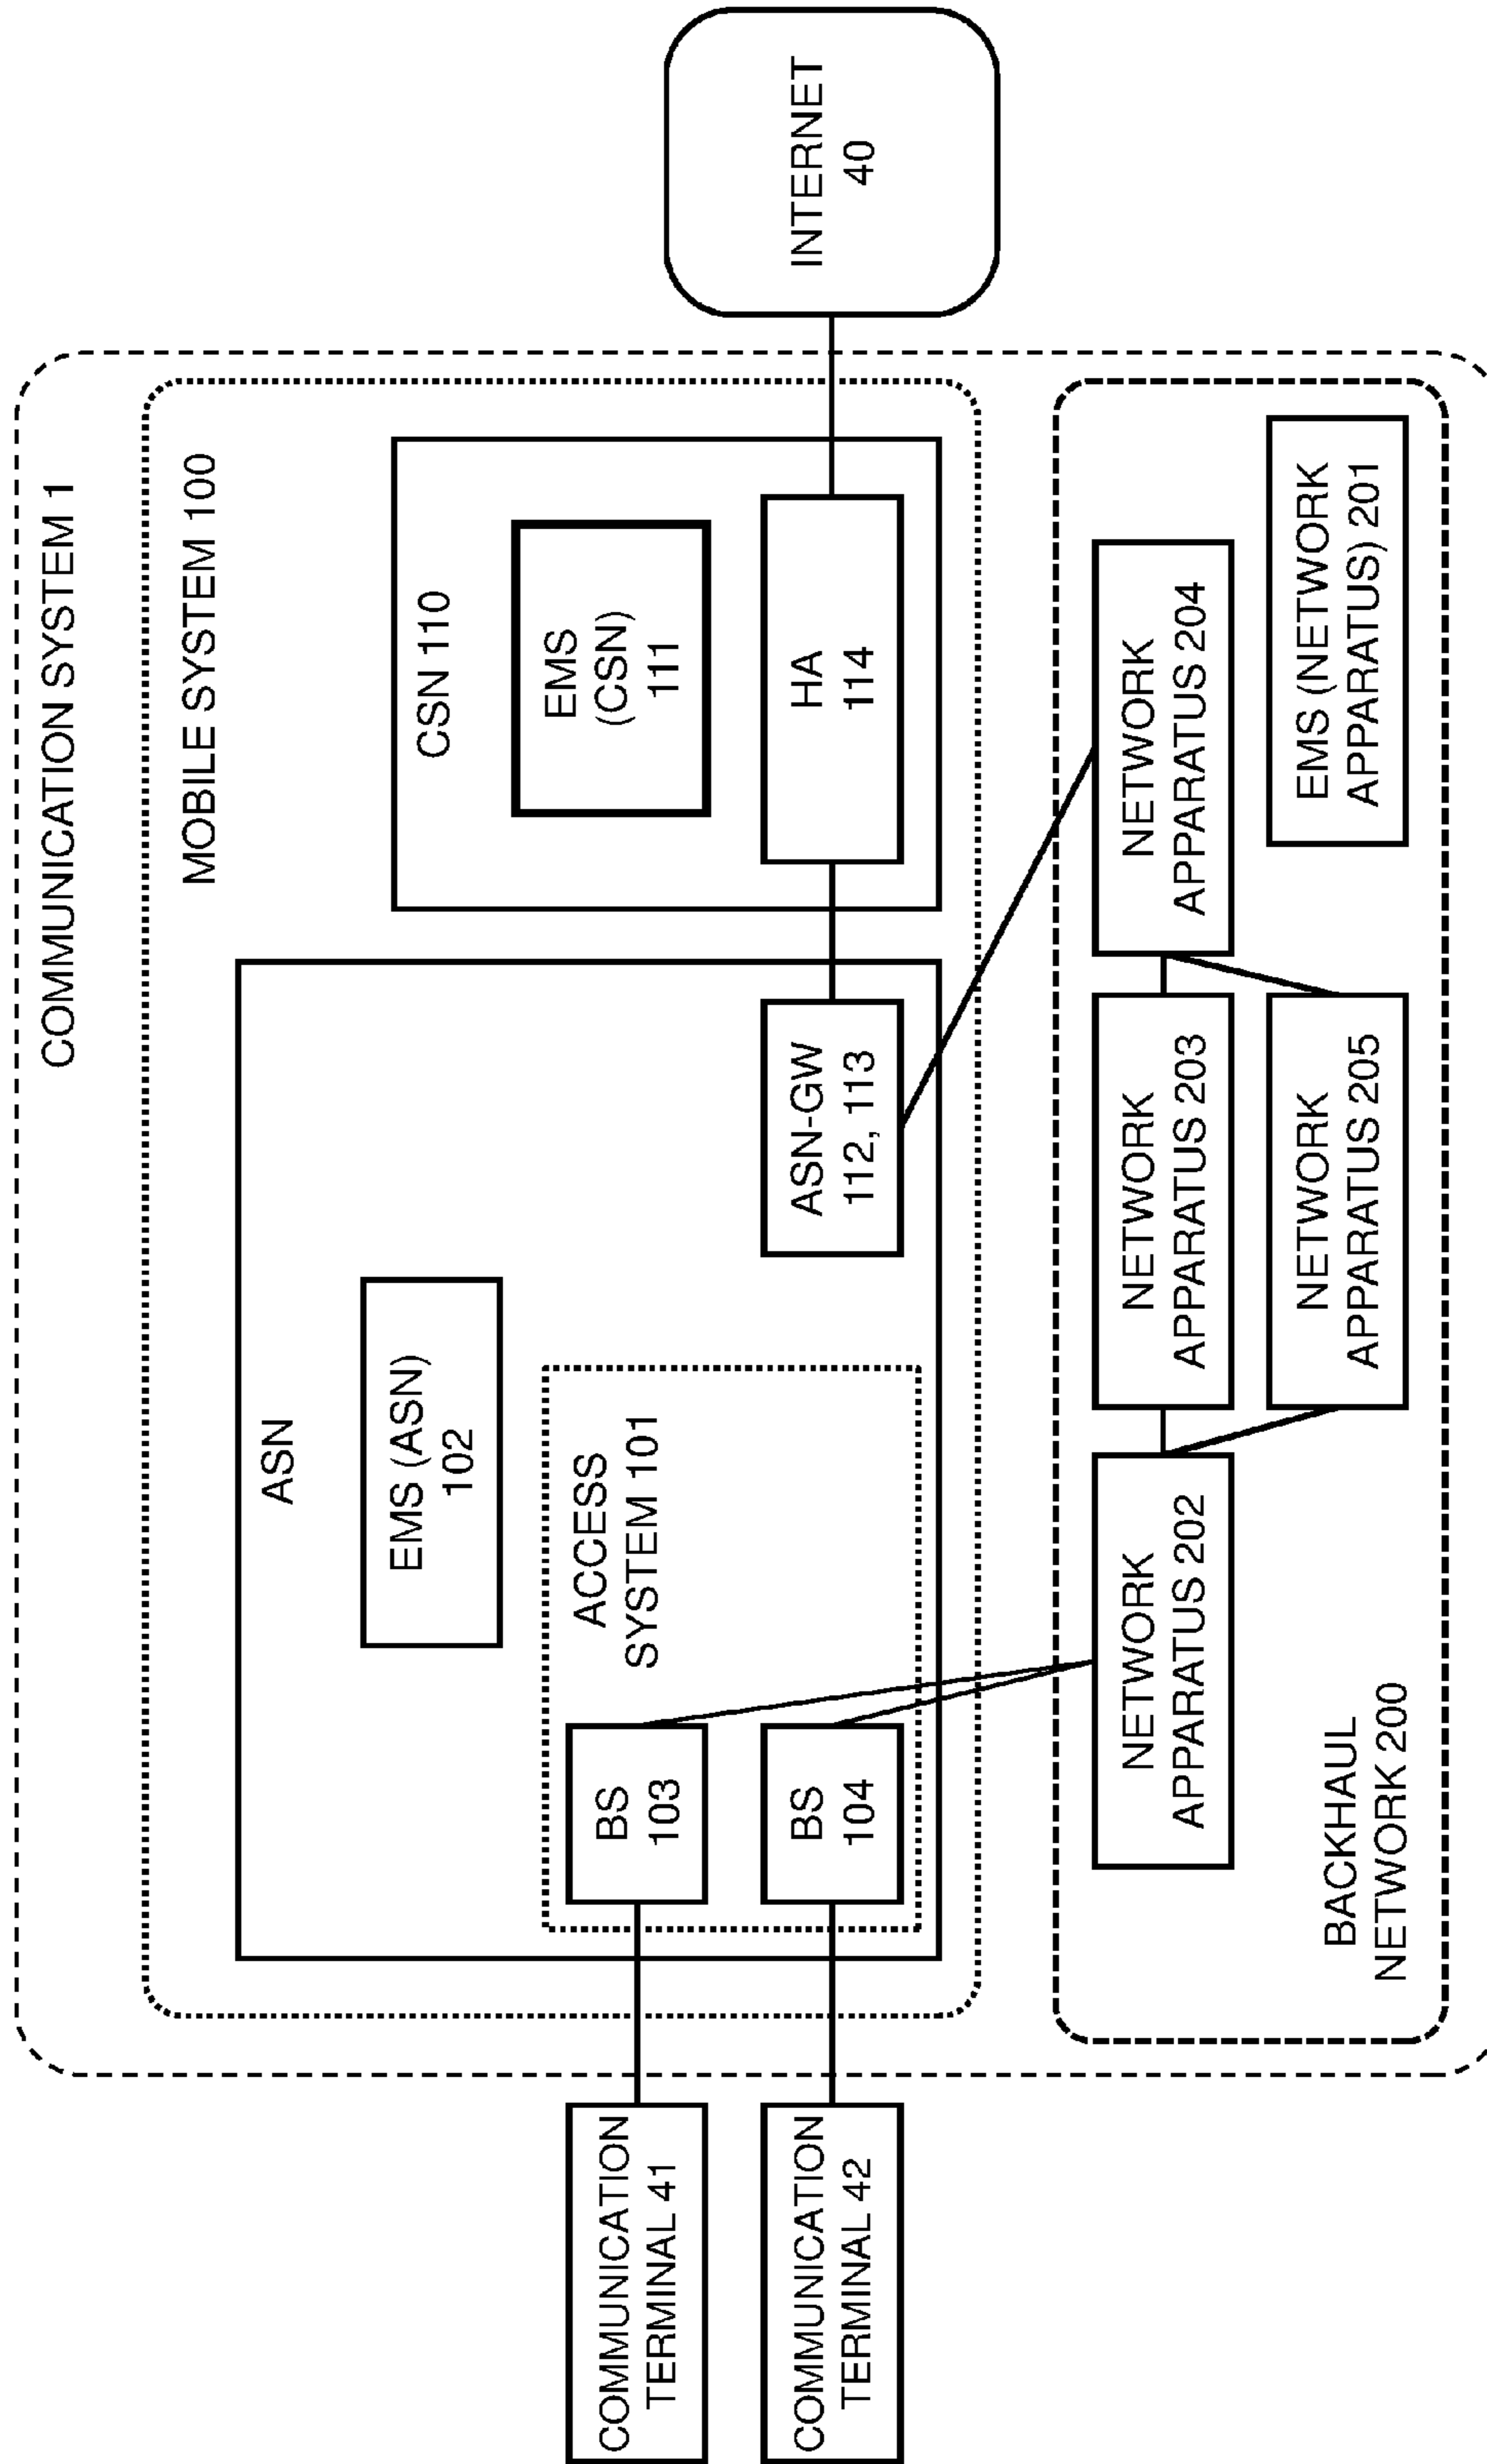 COMMUNICATION SYSTEM 1
MOBILE SYSTEM 100
ASN
EMS (ASN)
102
ACCESS
SYSTEM 101
BS
103
BS
104
ASN-GW
112, 113
CSN 110
EMS
(CSN)
111
HA
114
INTERNET
40
COMMUNICATION
TERMINAL 41
COMMUNICATION
TERMINAL 42
NETWORK
APPARATUS 202
NETWORK
APPARATUS 203
NETWORK
APPARATUS 204
NETWORK
APPARATUS 205
EMS (NETWORK
APPARATUS) 201
BACKHAUL
NETWORK 200